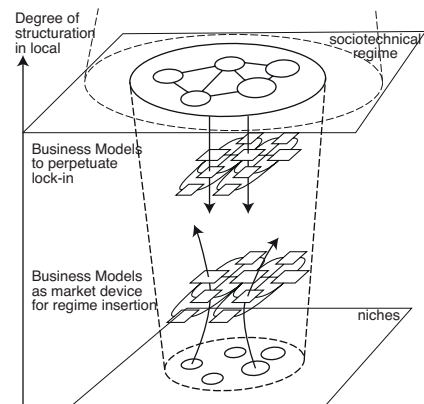 Degree of
structuration
in local
sociotechnical
regime
Business Models
to perpetuate
lock-in
Business Models
as market device
for regime insertion
niches